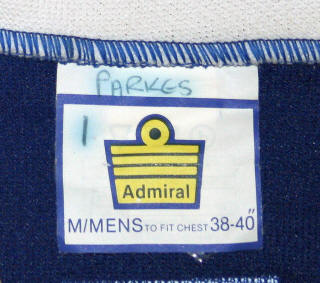 PARKES
1
Admiral
M/MENS TO FIT CHEST 38-40"